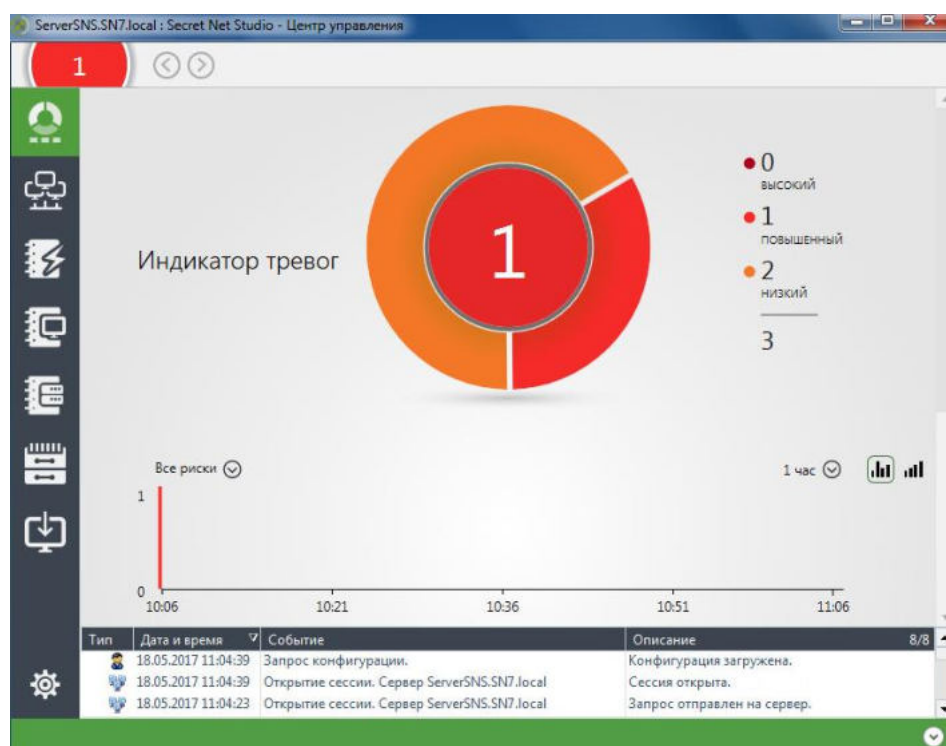 ServerSNS.SN7.local : Secret Net Studio - Центр управления
1
Индикатор тревог
1
0
высокий
1
повышенный
2
низкий
3
Все риски
1 час
1
0
10:06 10:21 10:36 10:51 11:06
Тип Дата и время Событие Описание 8/8
18.05.2017 11:04:39 Запрос конфигурации. Конфигурация загружена.
18.05.2017 11:04:39 Открытие сессии. Сервер ServerSNS.SN7.local Сессия открыта.
18.05.2017 11:04:23 Открытие сессии. Сервер ServerSNS.SN7.local Запрос отправлен на сервер.